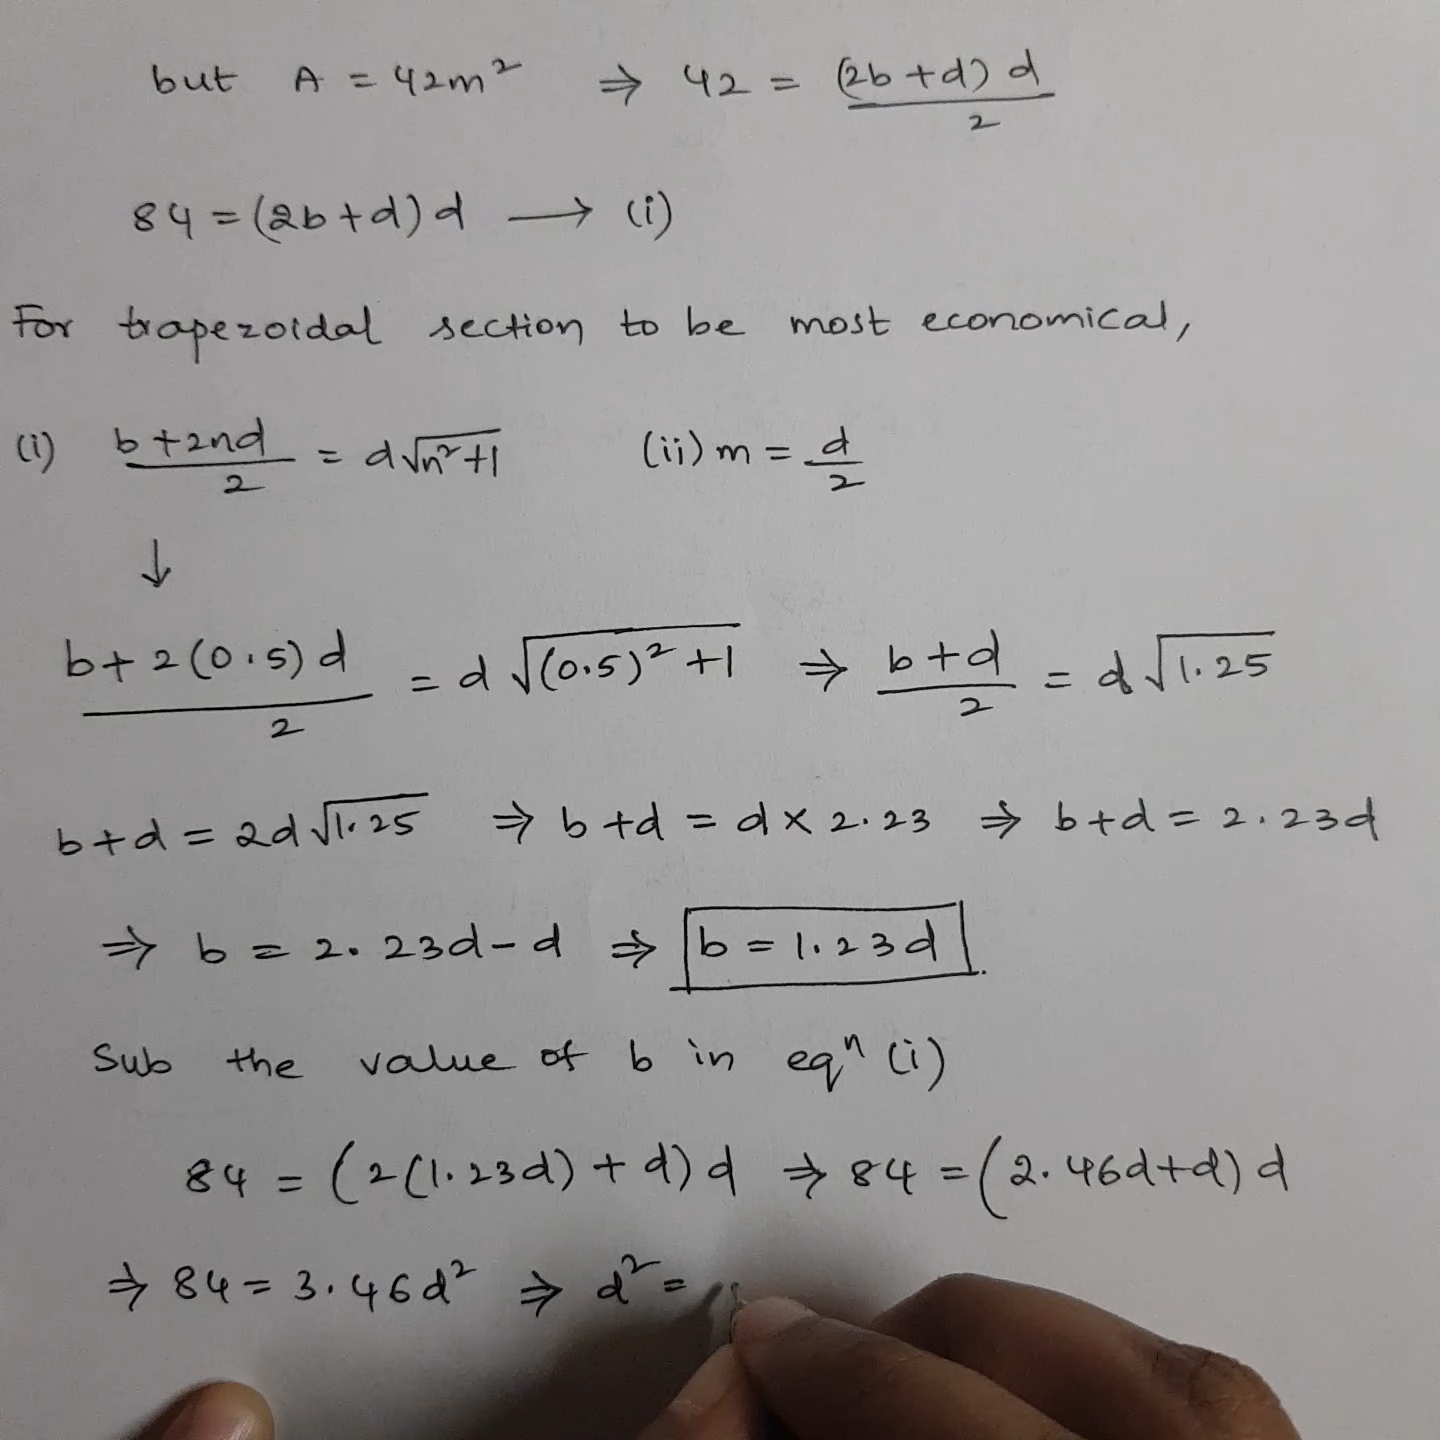 but A = 42m² ⇒ 42 = (2b+d)d/2
84 = (2b+d)d → (i)
For trapezoidal section to be most economical,
(i) b+2nd/2 = d√n²+1 (ii) m = d/2
↓
b+2(0.5)d/2 = d√(0.5)²+1 ⇒ b+d/2 = d√1.25
b+d = 2d√1.25 ⇒ b+d = d×2.23 ⇒ b+d = 2.23d
⇒ b = 2.23d-d ⇒ b = 1.23d
Sub the value of b in eqⁿ (i)
84 = (2(1.23d)+d)d ⇒ 84 = (2.46d+d)d
⇒ 84 = 3.46d² ⇒ d² =